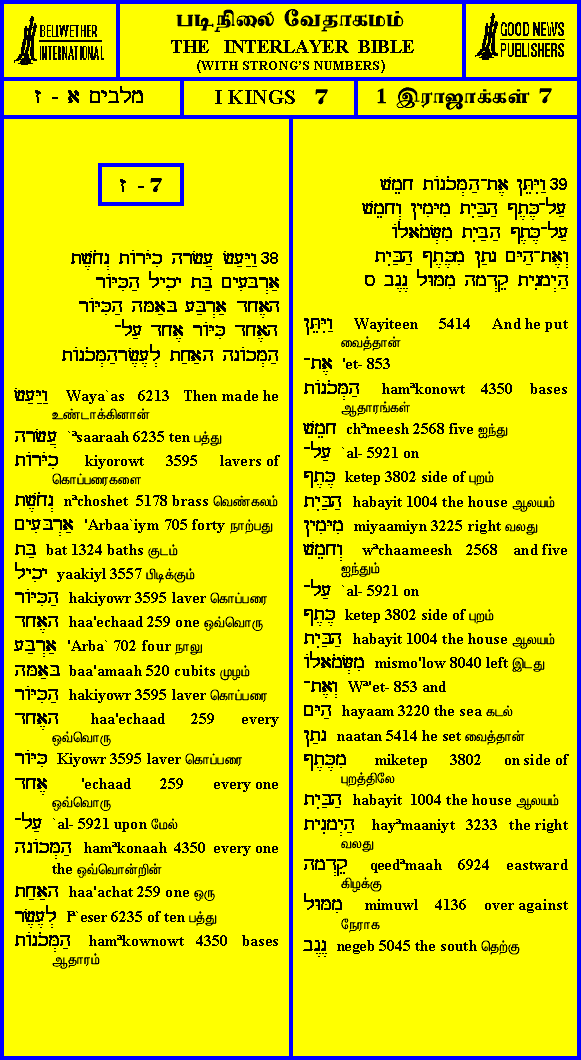 BELLWETHER
INTERNATIONAL
படிநிலை வேதாகமம்
THE INTERLAYER BIBLE
(WITH STRONG'S NUMBERS)
GOOD NEWS
PUBLISHERS
מלכים א - ז
I KINGS 7
1 இராஜாக்கள் 7
7 - ז
38 וַיַּעַשׂ עֲשָׂרָה כִיֹּרוֹת נְחֹשֶׁת
אַרְבָּעִים בַּת יָכִיל הַכִּיּוֹר
הָאֶחָד אַרְבַּע בָּאַמָּה הַכִּיּוֹר
הָאֶחָד כִּיּוֹר אֶחָד עַל־
הַמְּכוֹנָה הָאַחַת לְעֶשֶׂר הַמְּכֹנוֹת
וַיַּעַשׂ Waya`as 6213 Then made he
உண்டாக்கினான்
עֲשָׂרָה `ªsaaraah 6235 ten பத்து
כִיֹּרוֹת kiyorowt 3595 lavers of
கொப்பரைகளை
נְחֹשֶׁת nªchoshet 5178 brass வெண்கலம்
אַרְבָּעִים 'Arbaa`iym 705 forty நாற்பது
בַּת bat 1324 baths குடம்
יָכִיל yaakiyl 3557 பிடிக்கும்
הַכִּיּוֹר hakiyowr 3595 laver கொப்பரை
הָאֶחָד haa'echaad 259 one ஒவ்வொரு
אַרְבַּע 'Arba` 702 four நாலு
בָּאַמָּה baa'amaah 520 cubits முழம்
הַכִּיּוֹר hakiyowr 3595 laver கொப்பரை
הָאֶחָד haa'echaad 259 every
ஒவ்வொரு
כִּיּוֹר Kiyowr 3595 laver கொப்பரை
אֶחָד 'echaad 259 every one
ஒவ்வொரு
עַל־ `al- 5921 upon மேல்
הַמְּכוֹנָה hamªkonaah 4350 every one
the ஒவ்வொன்றின்
הָאַחַת haa'achat 259 one ஒரு
לְעֶשֶׂר lª`eser 6235 of ten பத்து
הַמְּכֹנוֹת hamªkownowt 4350 bases
ஆதாரம்
39 וַיִּתֵּן אֶת־הַמְּכֹנוֹת חָמֵשׁ
עַל־כֶּתֶף הַבַּיִת מִיָּמִין וְחָמֵשׁ
עַל־כֶּתֶף הַבַּיִת מִשְּׂמֹאלוֹ
וְאֶת־הַיָּם נָתַן מִכֶּתֶף הַבַּיִת
הַיְמָנִית קֵדְמָה מִמּוּל נֶגֶב ס
וַיִּתֵּן Wayiteen 5414 And he put
வைத்தான்
אֶת־ 'et- 853
הַמְּכֹנוֹת hamªkonowt 4350 bases
ஆதாரங்கள்
חָמֵשׁ chªmeesh 2568 five ஐந்து
עַל־ `al- 5921 on
כֶּתֶף ketep 3802 side of புறம்
הַבַּיִת habayit 1004 the house ஆலயம்
מִיָּמִין miyaamiyn 3225 right வலது
וְחָמֵשׁ wªchaameesh 2568 and five
ஐந்தும்
עַל־ `al- 5921 on
כֶּתֶף ketep 3802 side of புறம்
הַבַּיִת habayit 1004 the house ஆலயம்
מִשְּׂמֹאלוֹ mismo'low 8040 left இடது
וְאֶת־ Wª'et- 853 and
הַיָּם hayaam 3220 the sea கடல்
נָתַן naatan 5414 he set வைத்தான்
מִכֶּתֶף miketep 3802 on side of
புறத்திலே
הַבַּיִת habayit 1004 the house ஆலயம்
הַיְמָנִית hayªmaaniyt 3233 the right
வலது
קֵדְמָה qeedªmaah 6924 eastward
கிழக்கு
מִמּוּל mimuwl 4136 over against
நேராக
נֶגֶב negeb 5045 the south தெற்கு